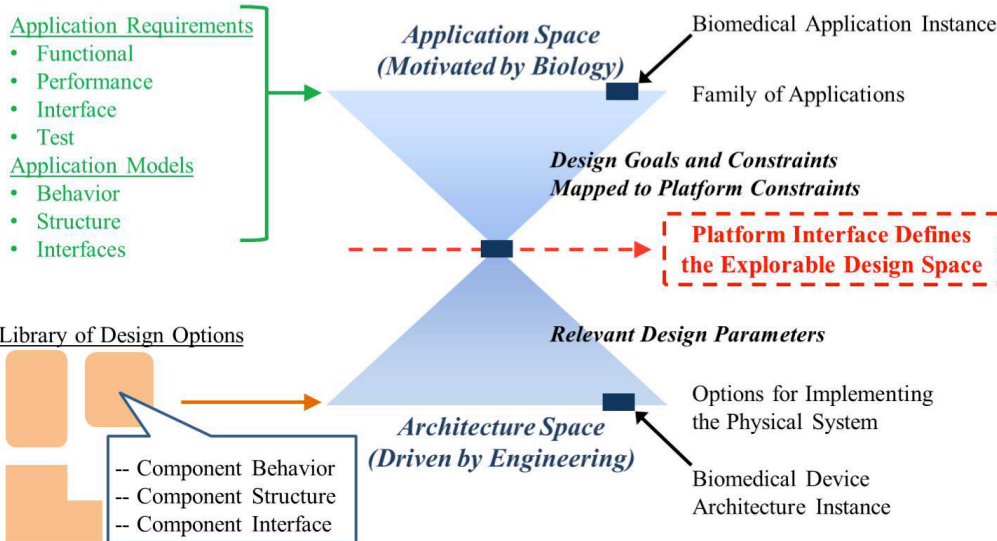 Application Requirements
• Functional
• Performance
• Interface
• Test
Application Models
• Behavior
• Structure
• Interfaces
Application Space
(Motivated by Biology)
Biomedical Application Instance
Family of Applications
Design Goals and Constraints
Mapped to Platform Constraints
Platform Interface Defines
the Explorable Design Space
Library of Design Options
-- Component Behavior
-- Component Structure
-- Component Interface
Relevant Design Parameters
Architecture Space
(Driven by Engineering)
Options for Implementing
the Physical System
Biomedical Device
Architecture Instance